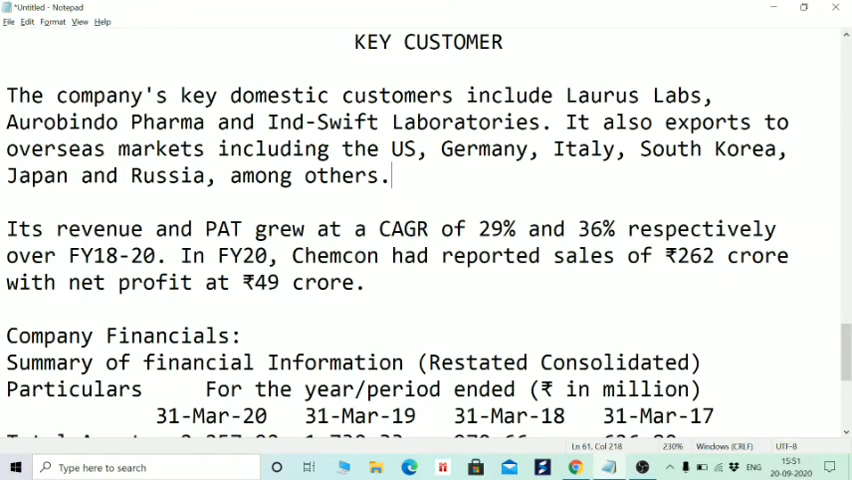 *Untitled - Notepad
File Edit Format View Help
KEY CUSTOMER
The company's key domestic customers include Laurus Labs,
Aurobindo Pharma and Ind-Swift Laboratories. It also exports to
overseas markets including the US, Germany, Italy, South Korea,
Japan and Russia, among others.
Its revenue and PAT grew at a CAGR of 29% and 36% respectively
over FY18-20. In FY20, Chemcon had reported sales of ₹262 crore
with net profit at ₹49 crore.
Company Financials:
Summary of financial Information (Restated Consolidated)
Particulars For the year/period ended (₹ in million)
31-Mar-20 31-Mar-19 31-Mar-18 31-Mar-17
Ln 61, Col 218 230% Windows (CRLF) UTF-8
Type here to search
ENG
15:51
20-09-2020